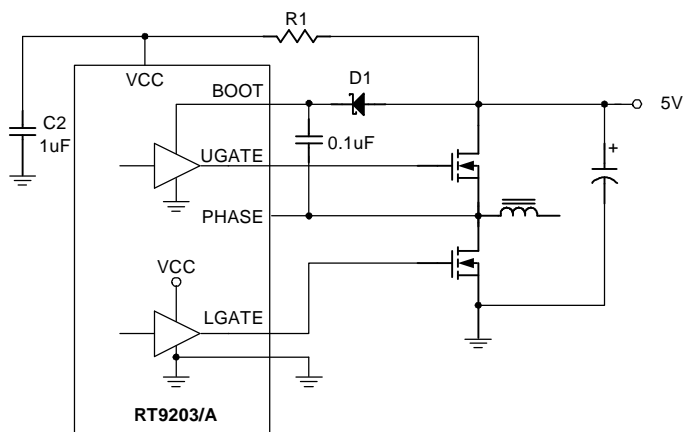 R1
VCC
BOOT
D1
5V
C2
1uF
0.1uF
+
UGATE
PHASE
VCC
LGATE
RT9203/A